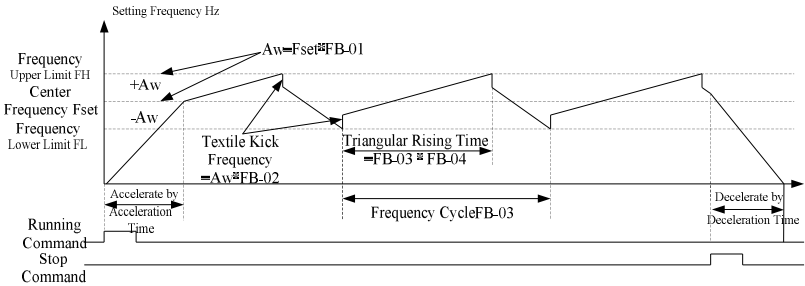 Setting Frequency Hz
Aw=Fset※FB-01
Frequency
Upper Limit FH
+Aw
Center
Frequency Fset
-Aw
Frequency
Lower Limit FL
Textile Kick
Frequency
=Aw※FB-02
Triangular Rising Time
=FB-03 ※ FB-04
Accelerate by
Acceleration
Time
Frequency CycleFB-03
Decelerate by
Deceleration Time
Running
Command
Stop
Command